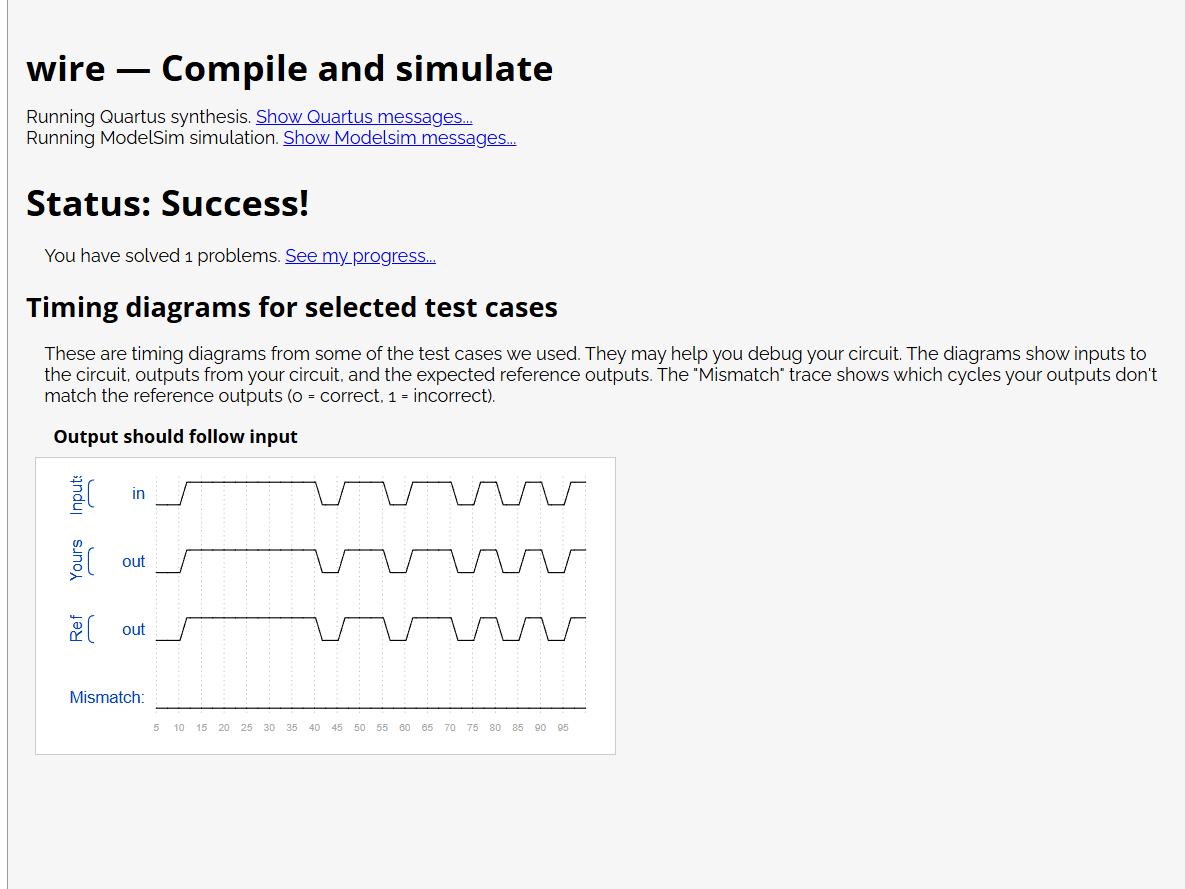 wire — Compile and simulate
Running Quartus synthesis. Show Quartus messages...
Running ModelSim simulation. Show Modelsim messages...
Status: Success!
You have solved 1 problems. See my progress...
Timing diagrams for selected test cases
These are timing diagrams from some of the test cases we used. They may help you debug your circuit. The diagrams show inputs to
the circuit, outputs from your circuit, and the expected reference outputs. The "Mismatch" trace shows which cycles your outputs don't
match the reference outputs (0 = correct, 1 = incorrect).
Output should follow input
Inputs in
Yours out
Ref out
Mismatch:
5 10 15 20 25 30 35 40 45 50 55 60 65 70 75 80 85 90 95